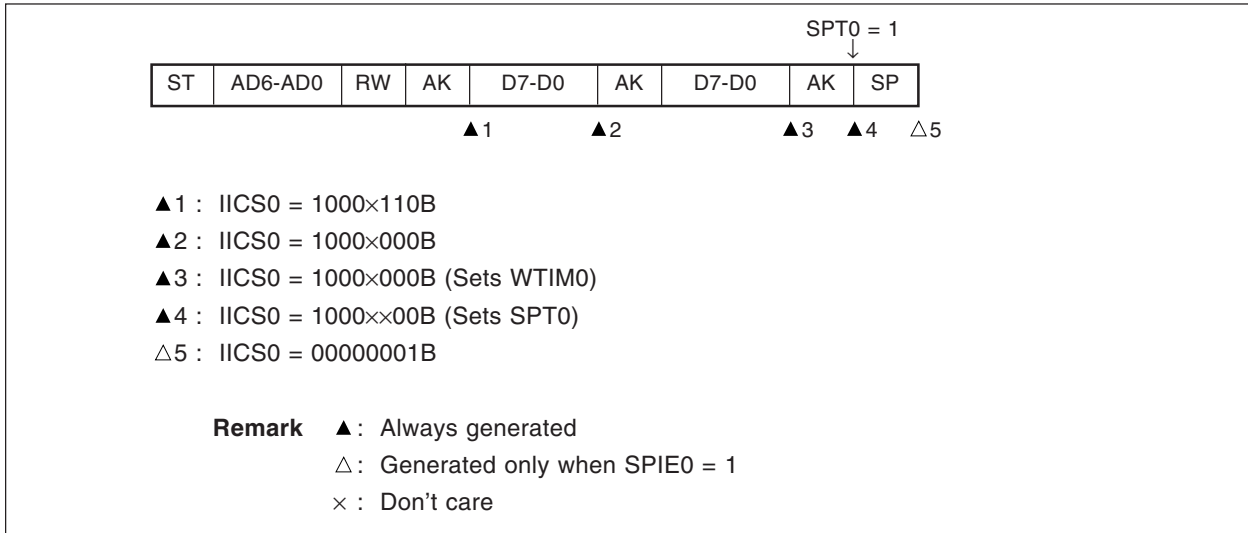 SPT0 = 1
↓
ST AD6-AD0 RW AK D7-D0 AK D7-D0 AK SP
▲1 ▲2 ▲3 ▲4 △5
▲1 : IICS0 = 1000×110B
▲2 : IICS0 = 1000×000B
▲3 : IICS0 = 1000×000B (Sets WTIM0)
▲4 : IICS0 = 1000××00B (Sets SPT0)
△5 : IICS0 = 00000001B
Remark ▲: Always generated
△: Generated only when SPIE0 = 1
× : Don't care